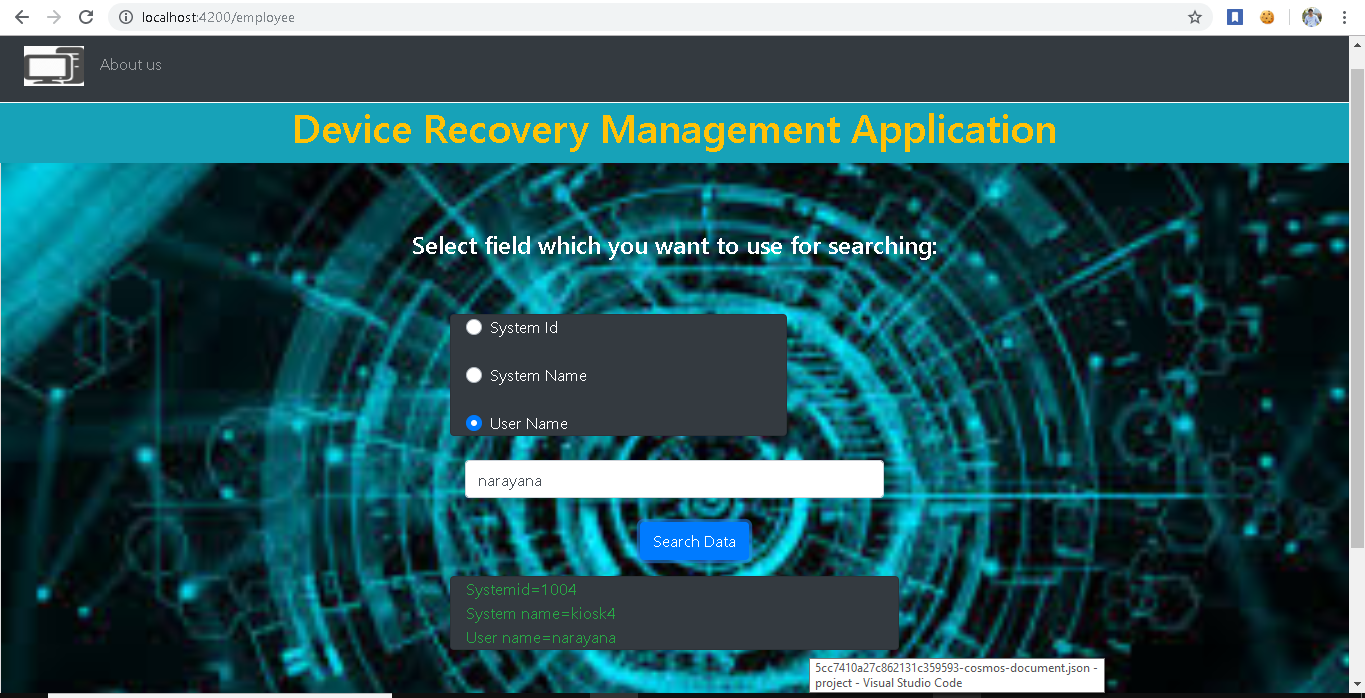 localhost:4200/employee
About us
Device Recovery Management Application
Select field which you want to use for searching:
System Id
System Name
User Name
narayana
Search Data
Systemid=1004
System name=kiosk4
User name=narayana
5cc7410a27c862131c359593-cosmos-document.json -
project - Visual Studio Code